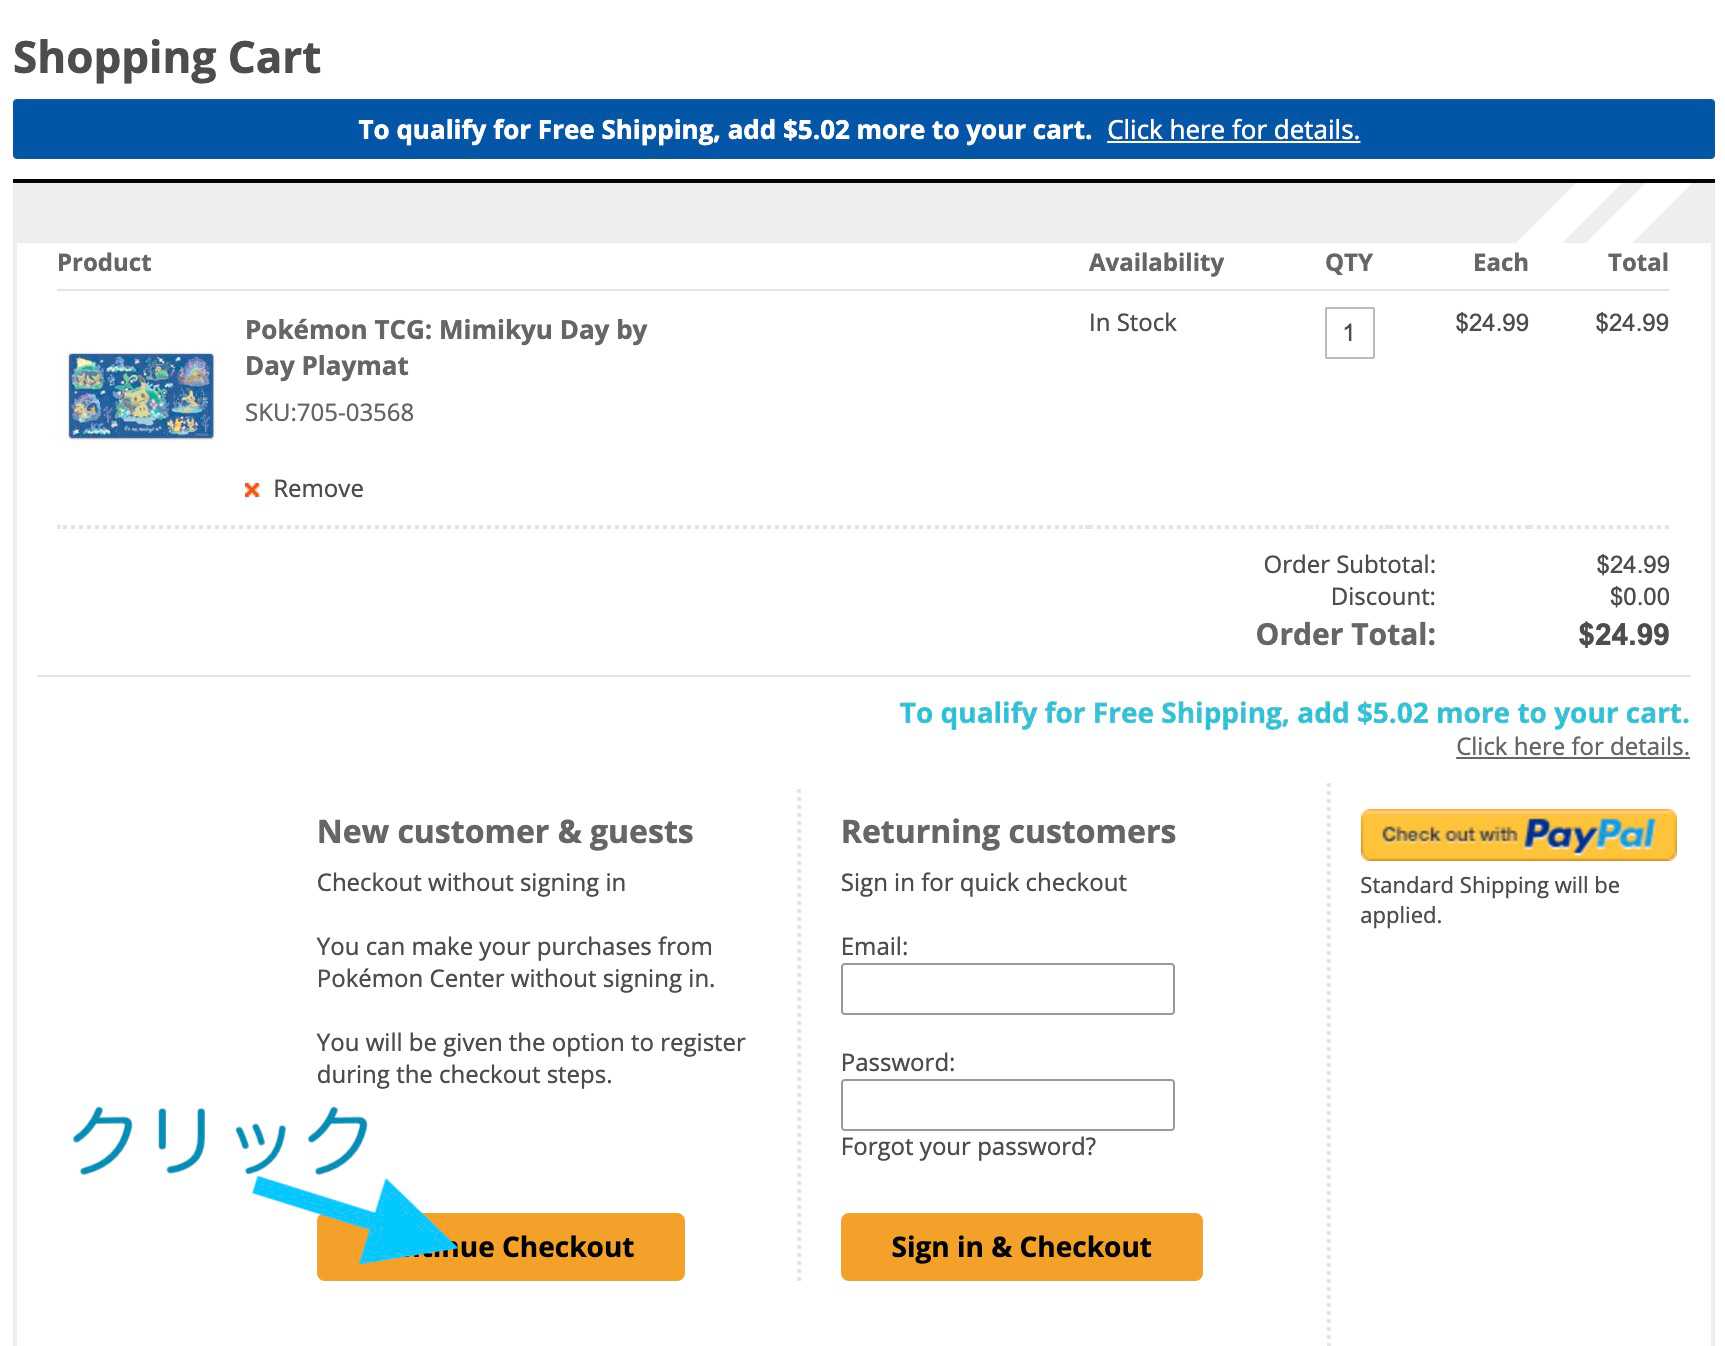 Shopping Cart
To qualify for Free Shipping, add $5.02 more to your cart. Click here for details.
Product Availability QTY Each Total
Pokémon TCG: Mimikyu Day by
Day Playmat
SKU:705-03568
In Stock 1 $24.99 $24.99
Remove
Order Subtotal: $24.99
Discount: $0.00
Order Total: $24.99
To qualify for Free Shipping, add $5.02 more to your cart.
Click here for details.
New customer & guests
Checkout without signing in
You can make your purchases from
Pokémon Center without signing in.
You will be given the option to register
during the checkout steps.
クリック
Checkout
Returning customers
Sign in for quick checkout
Email:
Password:
Forgot your password?
Sign in & Checkout
Check out with PayPal
Standard Shipping will be
applied.